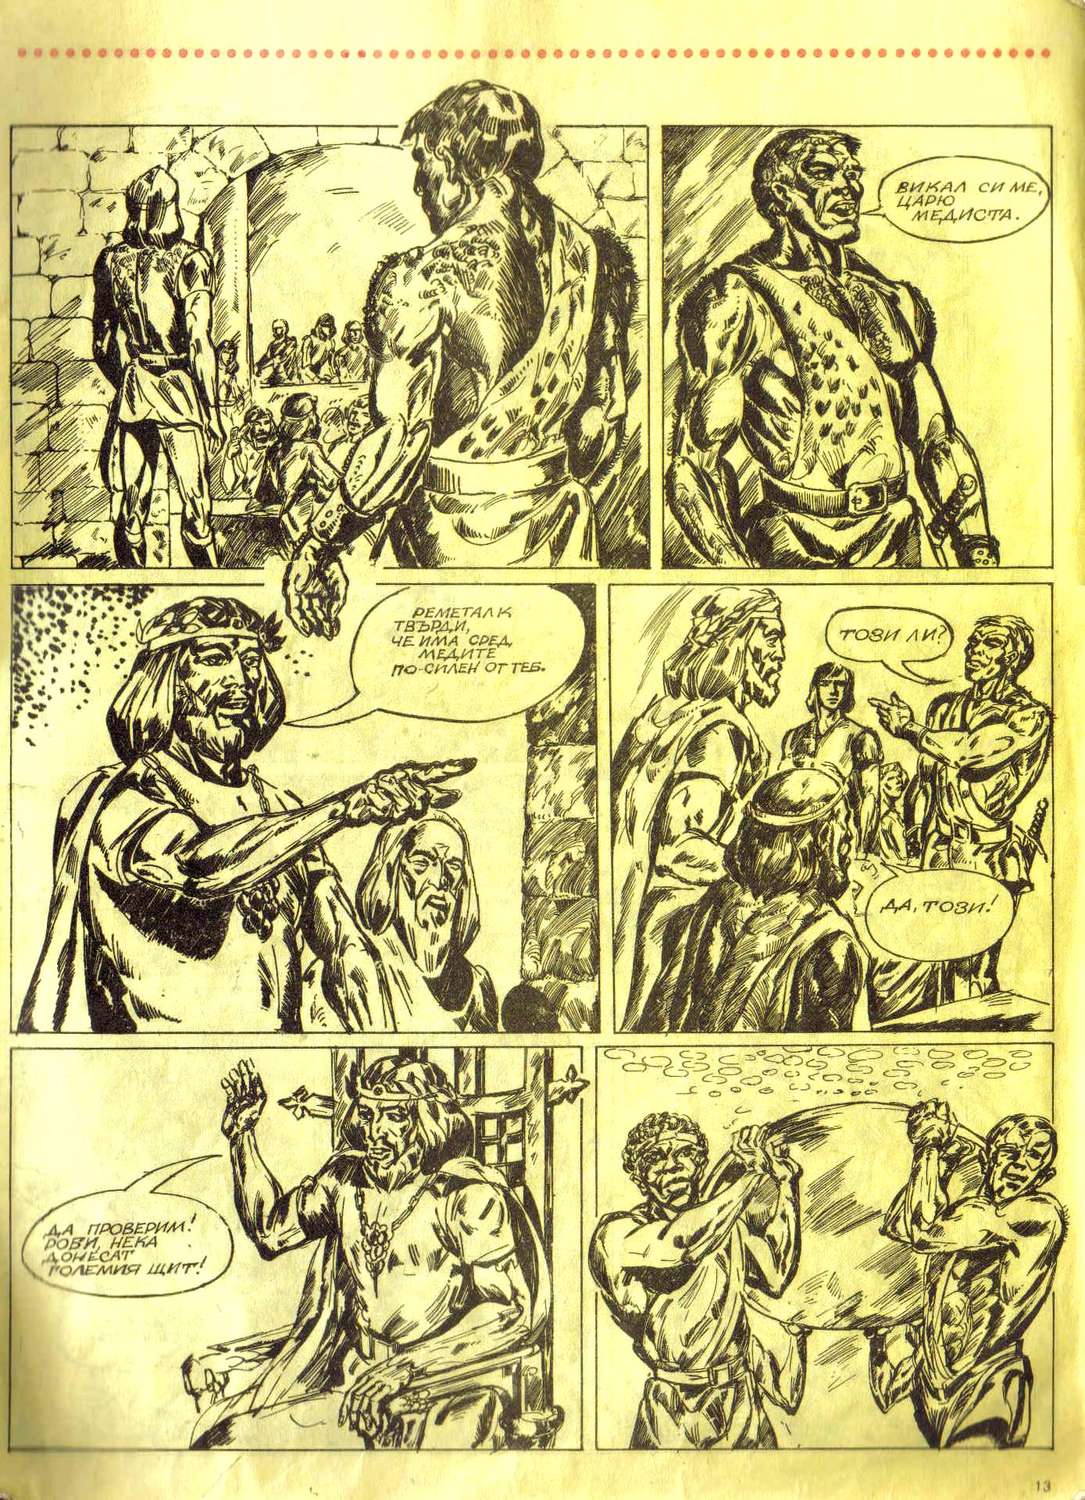 ВИКАЛ СИ МЕ,
ЦАРЮ
МЕДИСТА.
РЕМЕТАЛК
ТВЪРДИ,
ЧЕ ИМА СРЕД
МЕДИТЕ
ПО-СИЛЕН ОТ ТЕБ.
ТОЗИ ЛИ?
ДА, ТОЗИ!
ДА ПРОВЕРИМ!
РОБИ, НЕКА
ДОНЕСАТ
ГОЛЕМИЯ ЩИТ!
13